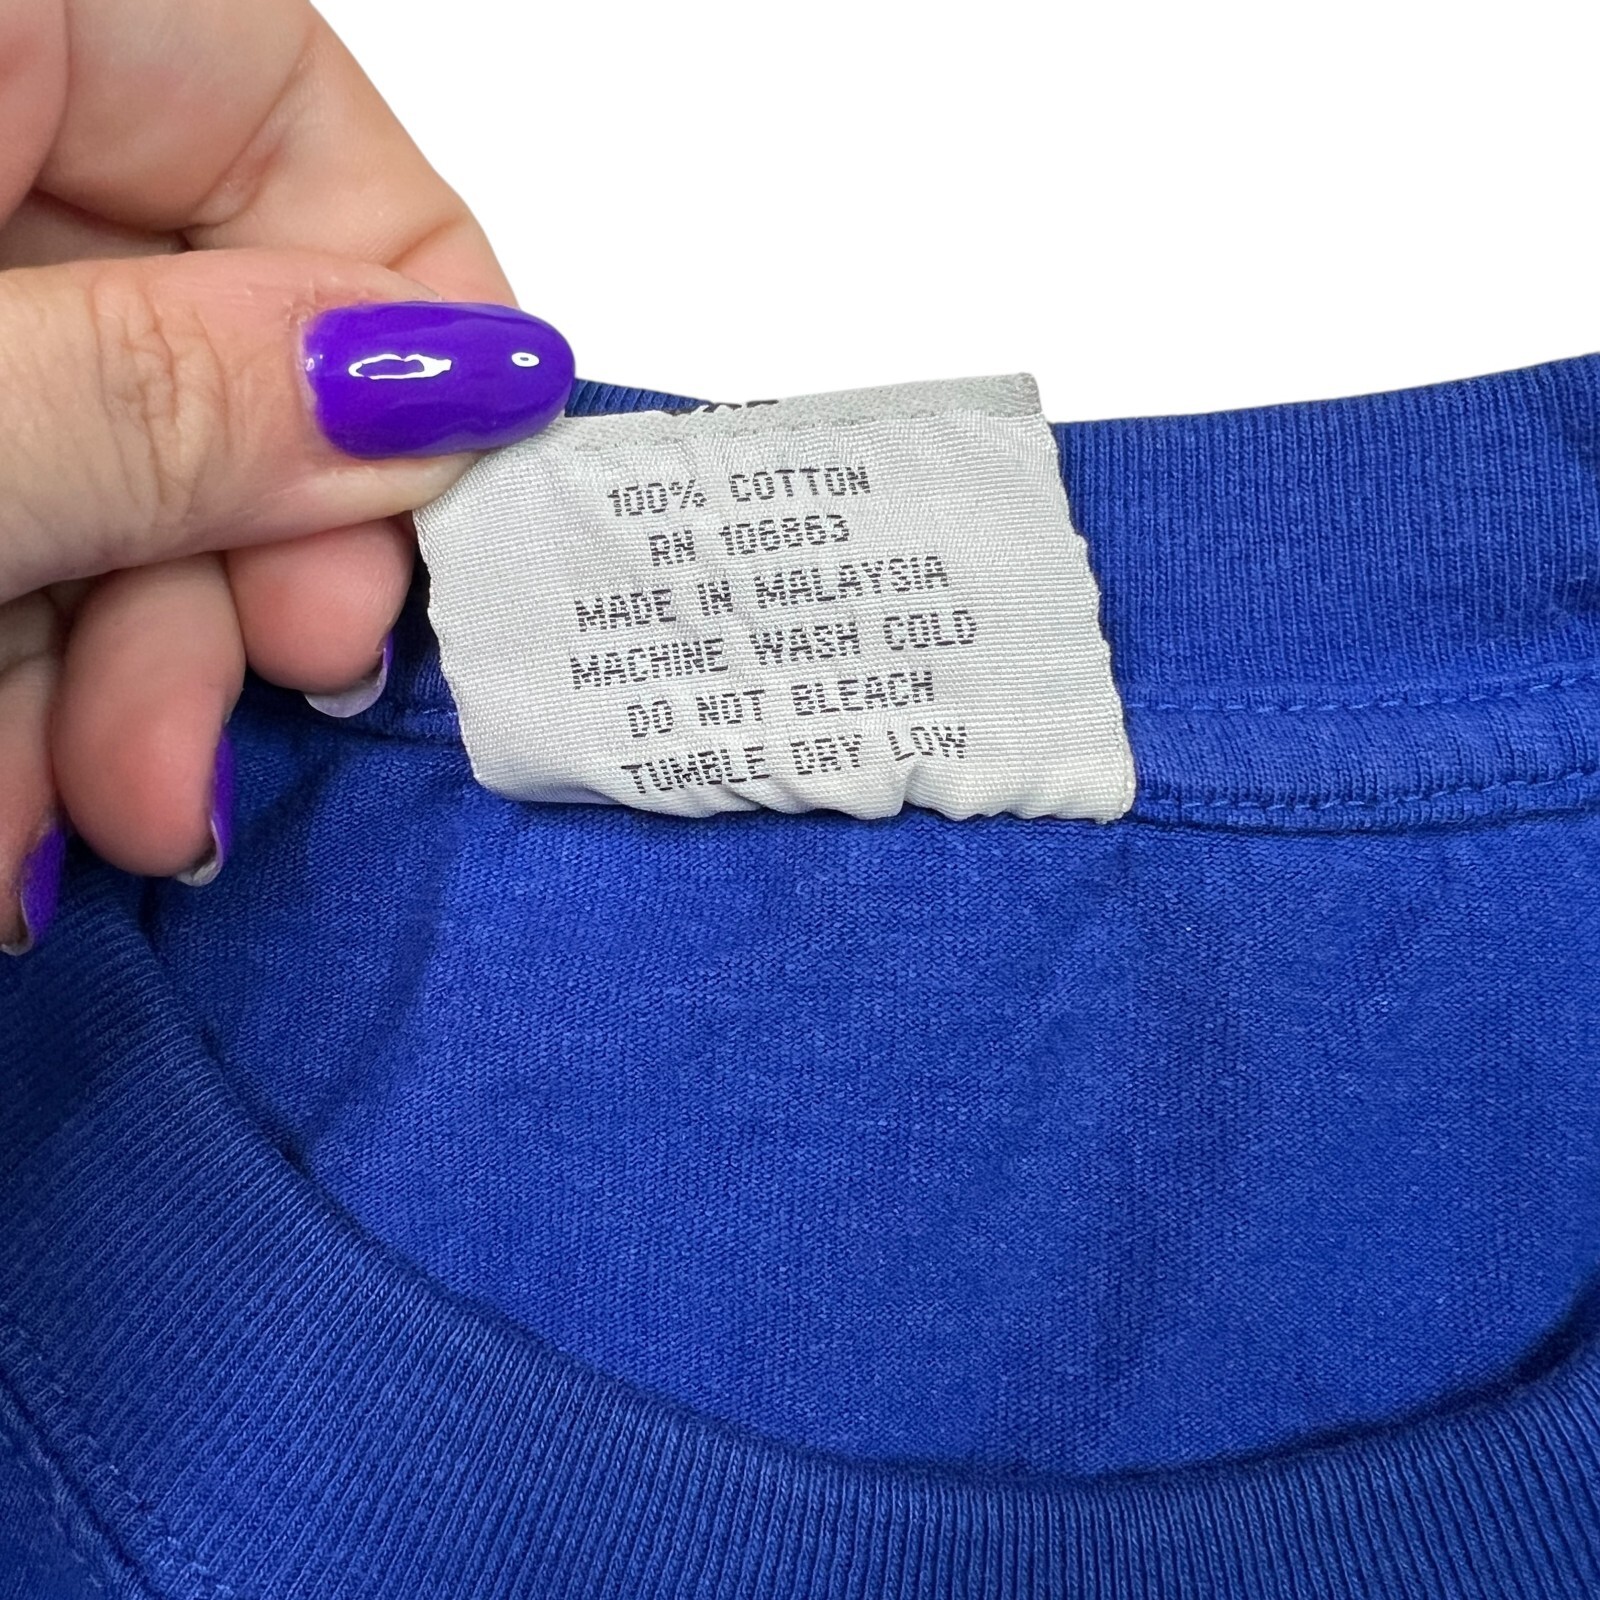 100% COTTON
RN 106863
MADE IN MALAYSIA
MACHINE WASH COLD
DO NOT BLEACH
TUMBLE DRY LOW